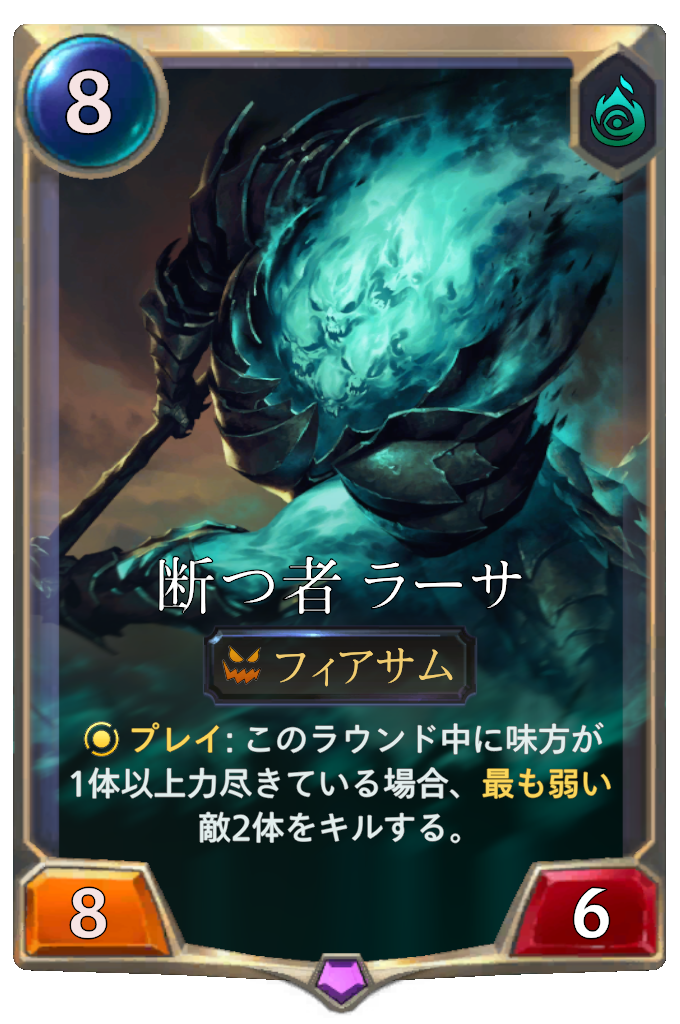 8
断つ者 ラーサ
フィアサム
プレイ: このラウンド中に味方が
1体以上力尽きている場合、最も弱い
敵2体をキルする。
8
6